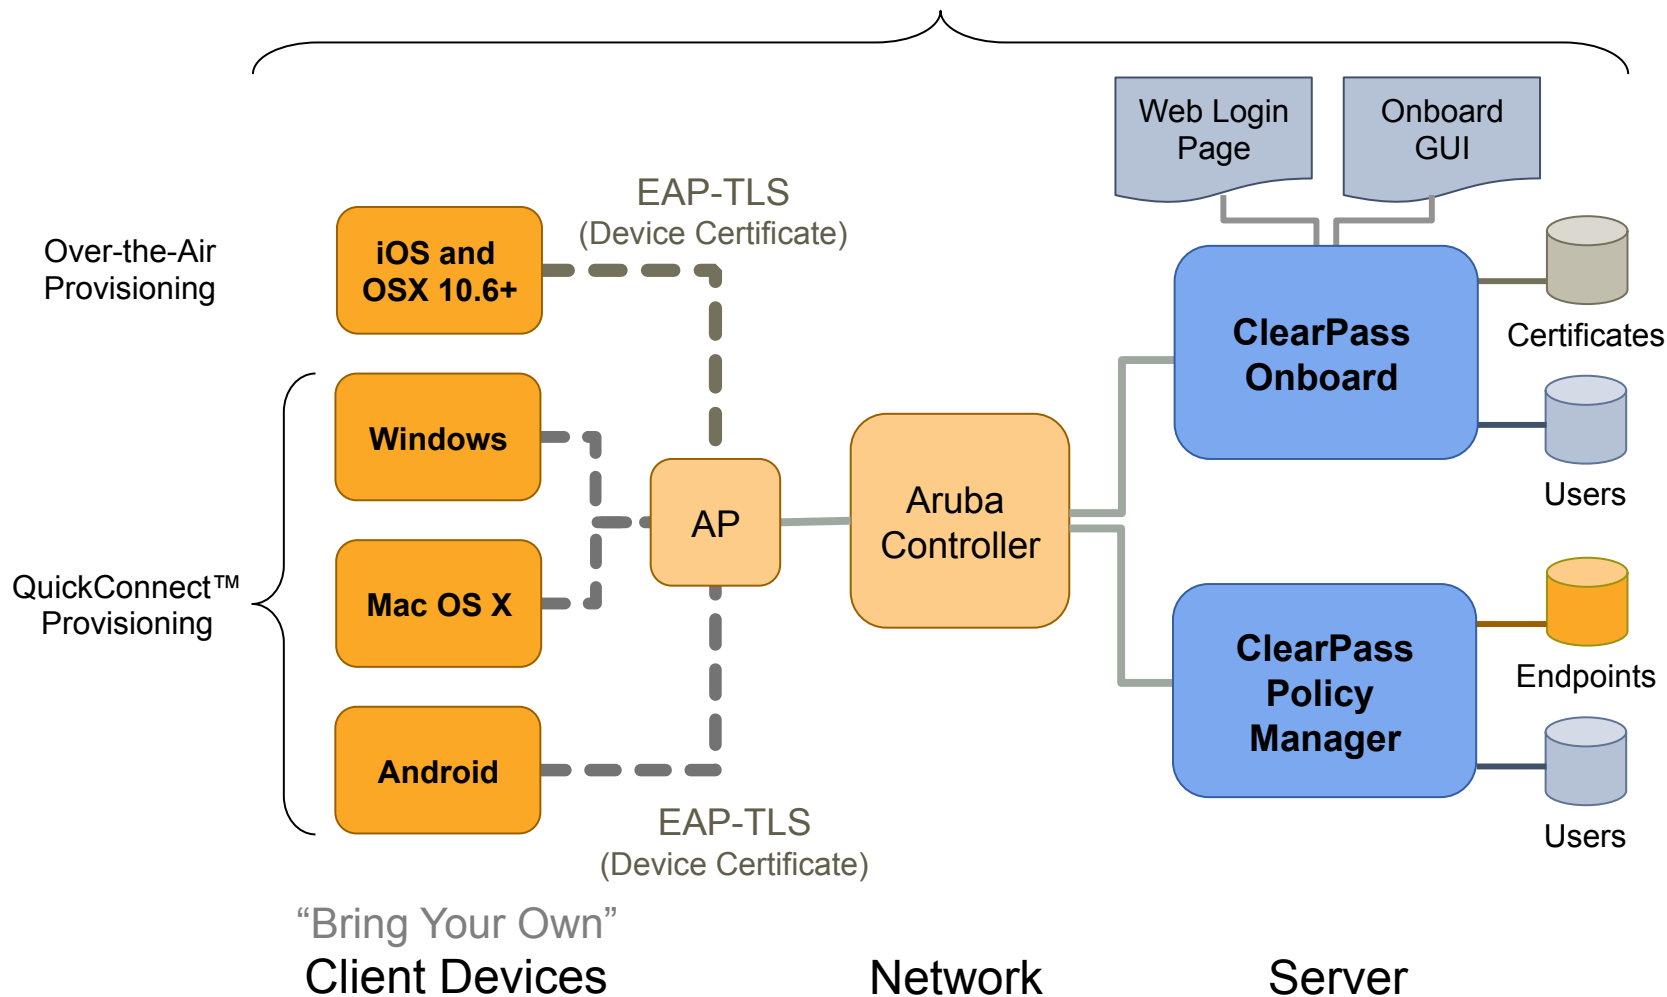 Web Login
Page
Onboard
GUI
EAP-TLS
(Device Certificate)
Over-the-Air
Provisioning
iOS and
OSX 10.6+
ClearPass
Onboard
Certificates
Windows
Users
AP
Aruba
Controller
QuickConnect™
Provisioning
Mac OS X
ClearPass
Policy
Manager
Endpoints
Android
Users
EAP-TLS
(Device Certificate)
“Bring Your Own”
Client Devices
Network
Server